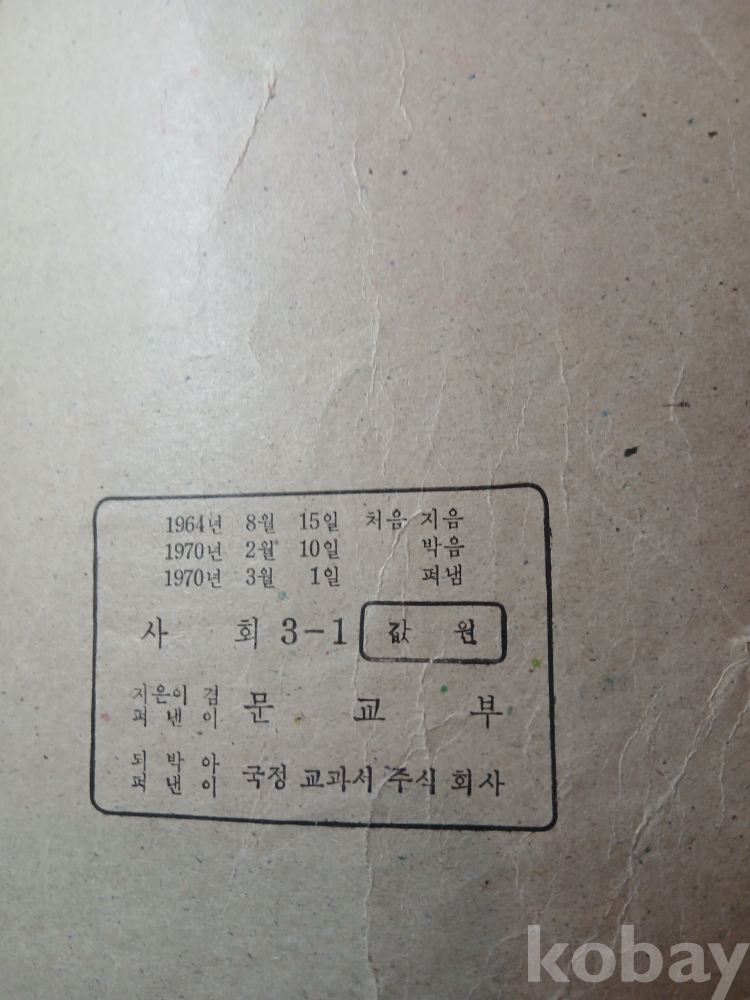 1964년 8월 15일 처음 지음
1970년 2월 10일 박음
1970년 3월 1일 펴냄
사 회 3-1 값 원
지은이 겸
펴 낸 이
문 교 부
되 박 아
펴 낸 이
국정 교과서 주식 회사
kobay